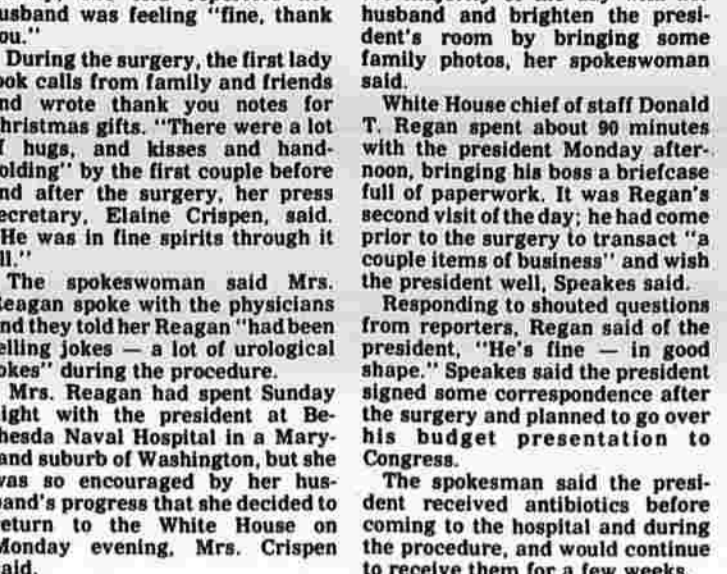 usband was feeling "fine, thank
ou."
During the surgery, the first lady
ook calls from family and friends
nd wrote thank you notes for
hristmas gifts. "There were a lot
f hugs, and kisses and hand-
olding" by the first couple before
nd after the surgery, her press
ecretary, Elaine Crispen, said.
He was in fine spirits through it
ll."
The spokeswoman said Mrs.
Reagan spoke with the physicians
nd they told her Reagan "had been
elling jokes — a lot of urological
okes" during the procedure.
Mrs. Reagan had spent Sunday
ight with the president at Be-
hesda Naval Hospital in a Mary-
and suburb of Washington, but she
was so encouraged by her hus-
band's progress that she decided to
eturn to the White House on
Monday evening, Mrs. Crispen
aid.
husband and brighten the presi-
dent's room by bringing some
family photos, her spokeswoman
said.
White House chief of staff Donald
T. Regan spent about 90 minutes
with the president Monday after-
noon, bringing his boss a briefcase
full of paperwork. It was Regan's
second visit of the day; he had come
prior to the surgery to transact "a
couple items of business" and wish
the president well, Speakes said.
Responding to shouted questions
from reporters, Regan said of the
president, "He's fine — in good
shape." Speakes said the president
signed some correspondence after
the surgery and planned to go over
his budget presentation to
Congress.
The spokesman said the presi-
dent received antibiotics before
coming to the hospital and during
the procedure, and would continue
to receive them for a few weeks.